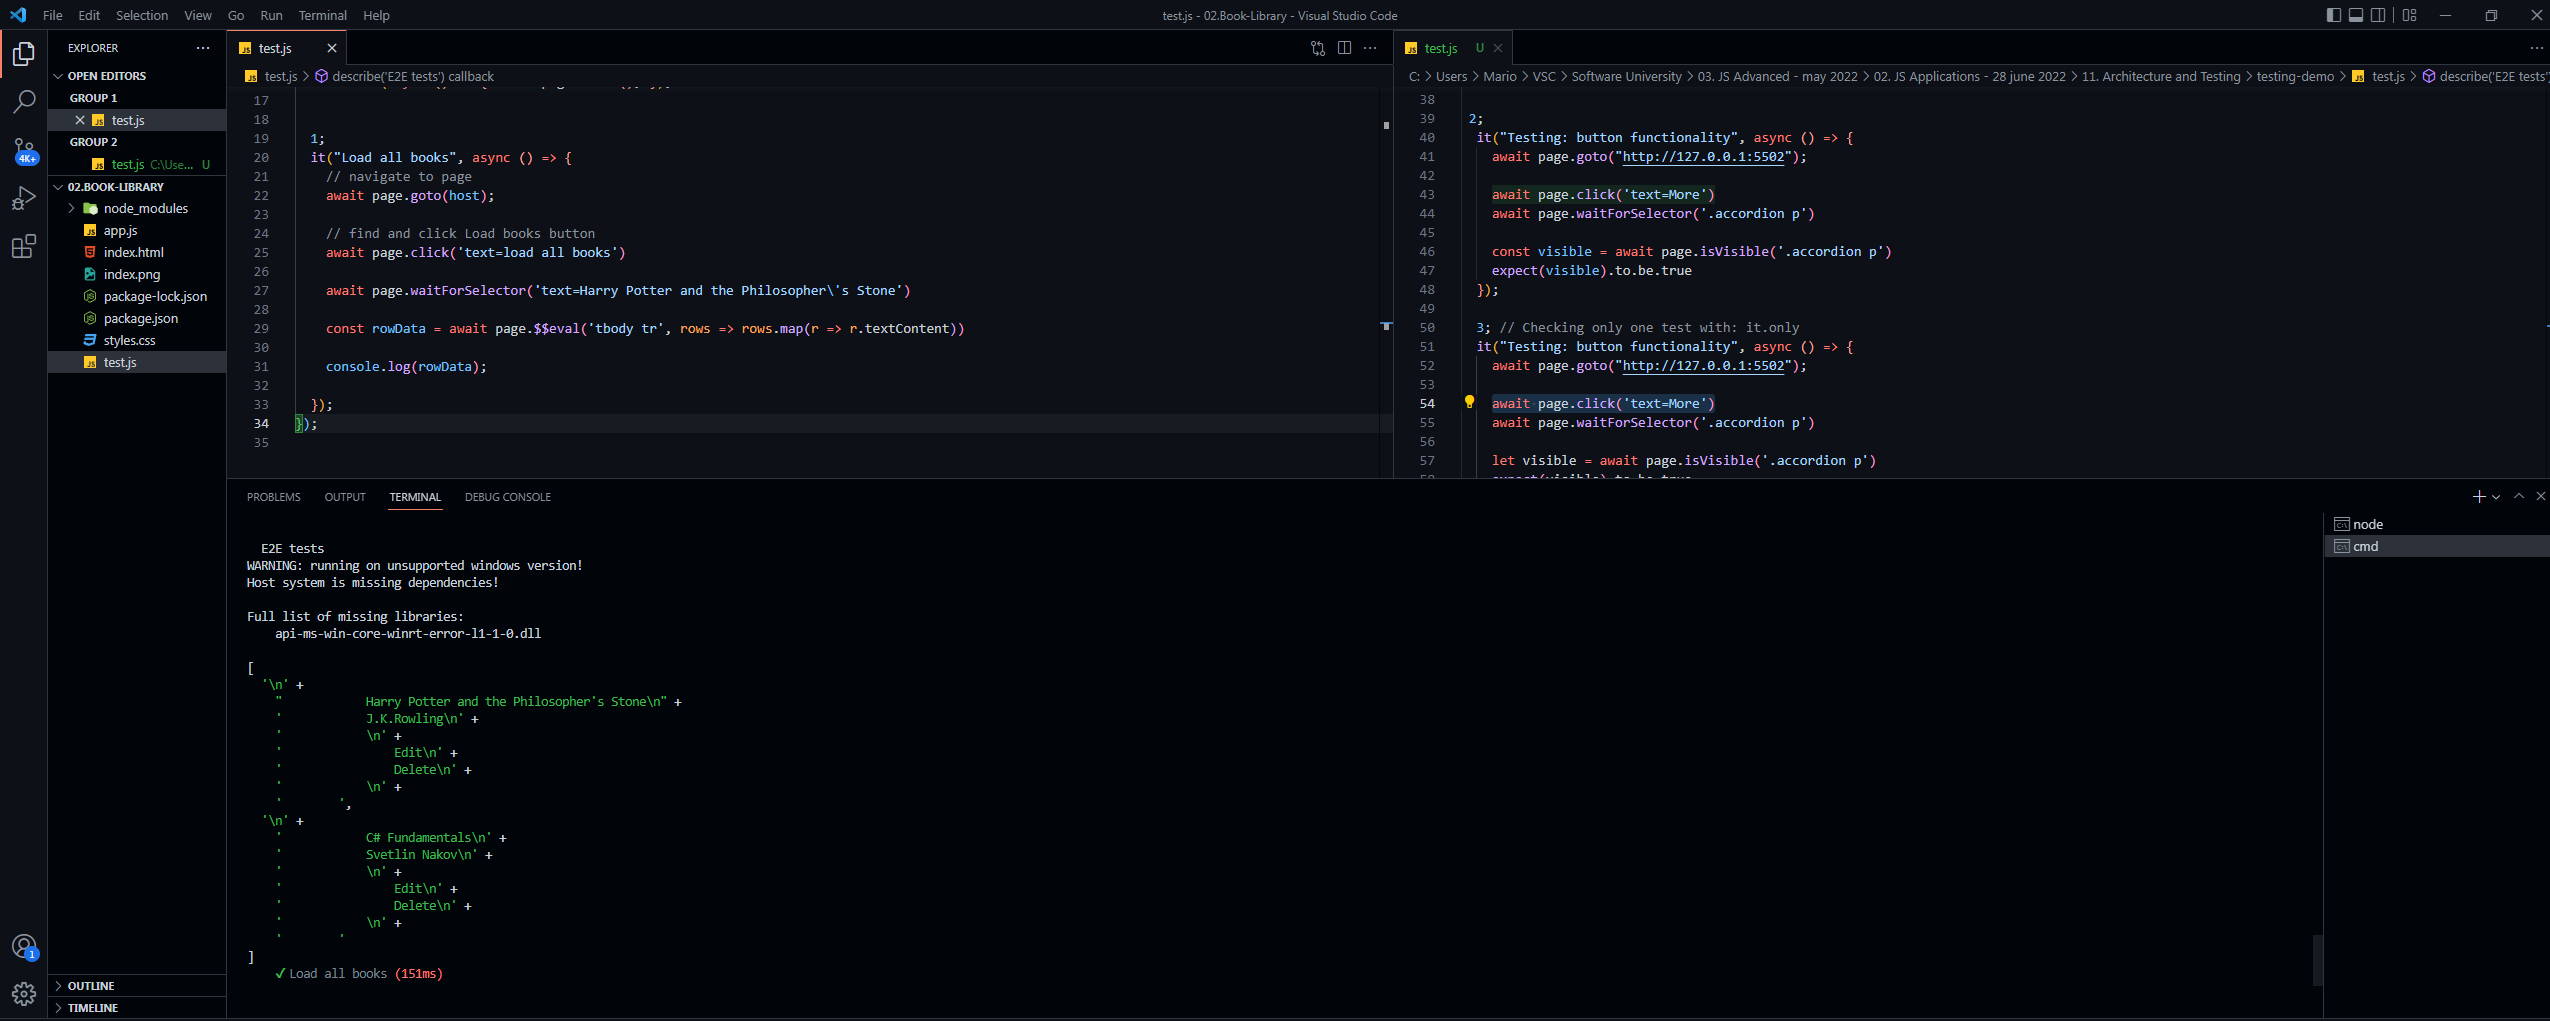 File Edit Selection View Go Run Terminal Help
test.js - 02.Book-Library - Visual Studio Code
EXPLORER
OPEN EDITORS
GROUP 1
test.js
GROUP 2
test.js C:\Use... U
02.BOOK-LIBRARY
node_modules
app.js
index.html
index.png
package-lock.json
package.json
styles.css
test.js
OUTLINE
TIMELINE
4K+
1
test.js
test.js > describe('E2E tests') callback
17
18
19 1;
20 it("Load all books", async () => {
21 // navigate to page
22 await page.goto(host);
23
24 // find and click Load books button
25 await page.click('text=load all books')
26
27 await page.waitForSelector('text=Harry Potter and the Philosopher\'s Stone')
28
29 const rowData = await page.$$eval('tbody tr', rows => rows.map(r => r.textContent))
30
31 console.log(rowData);
32
33 });
34 });
35
test.js U
C: > Users > Mario > VSC > Software University > 03. JS Advanced - may 2022 > 02. JS Applications - 28 june 2022 > 11. Architecture and Testing > testing-demo > test.js > describe('E2E tests')
38
39 2;
40 it("Testing: button functionality", async () => {
41 await page.goto("http://127.0.0.1:5502");
42
43 await page.click('text=More')
44 await page.waitForSelector('.accordion p')
45
46 const visible = await page.isVisible('.accordion p')
47 expect(visible).to.be.true
48 });
49
50 3; // Checking only one test with: it.only
51 it("Testing: button functionality", async () => {
52 await page.goto("http://127.0.0.1:5502");
53
54 await page.click('text=More')
55 await page.waitForSelector('.accordion p')
56
57 let visible = await page.isVisible('.accordion p')
PROBLEMS OUTPUT TERMINAL DEBUG CONSOLE
E2E tests
WARNING: running on unsupported windows version!
Host system is missing dependencies!
Full list of missing libraries:
api-ms-win-core-winrt-error-l1-1-0.dll
[
'\n' +
" Harry Potter and the Philosopher's Stone\n" +
' J.K.Rowling\n' +
' \n' +
' Edit\n' +
' Delete\n' +
' \n' +
' ',
'\n' +
' C# Fundamentals\n' +
' Svetlin Nakov\n' +
' \n' +
' Edit\n' +
' Delete\n' +
' \n' +
' '
]
✓ Load all books (151ms)
node
cmd